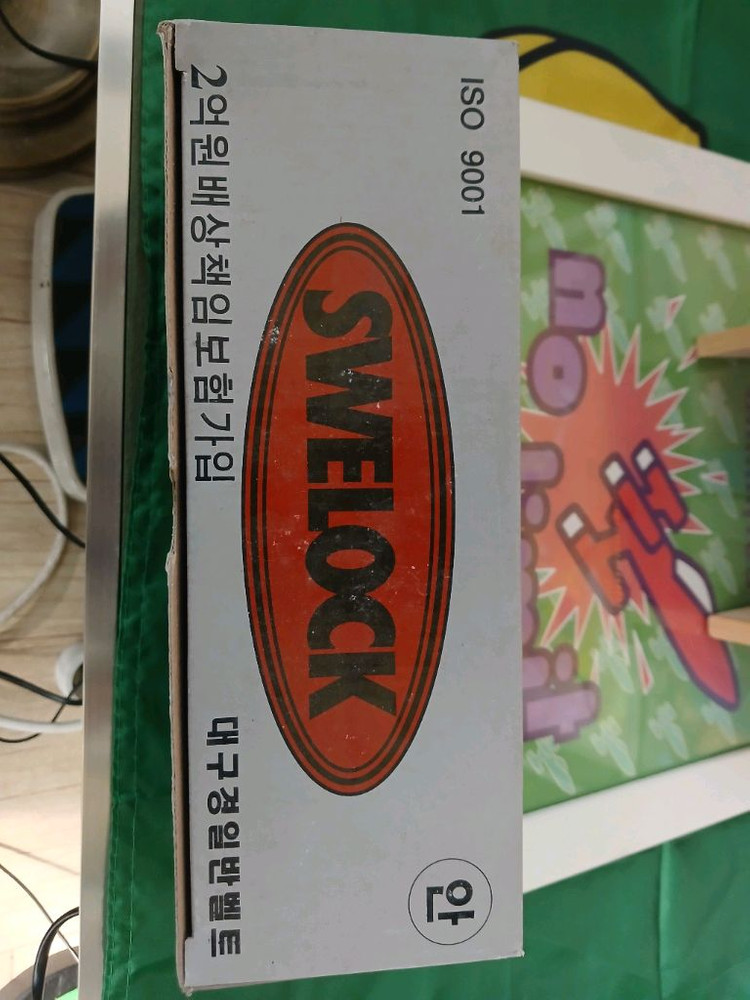 ISO 9001
안
SWELOCK
2억원배상책임보험가입
대구경일반벨트
no limit